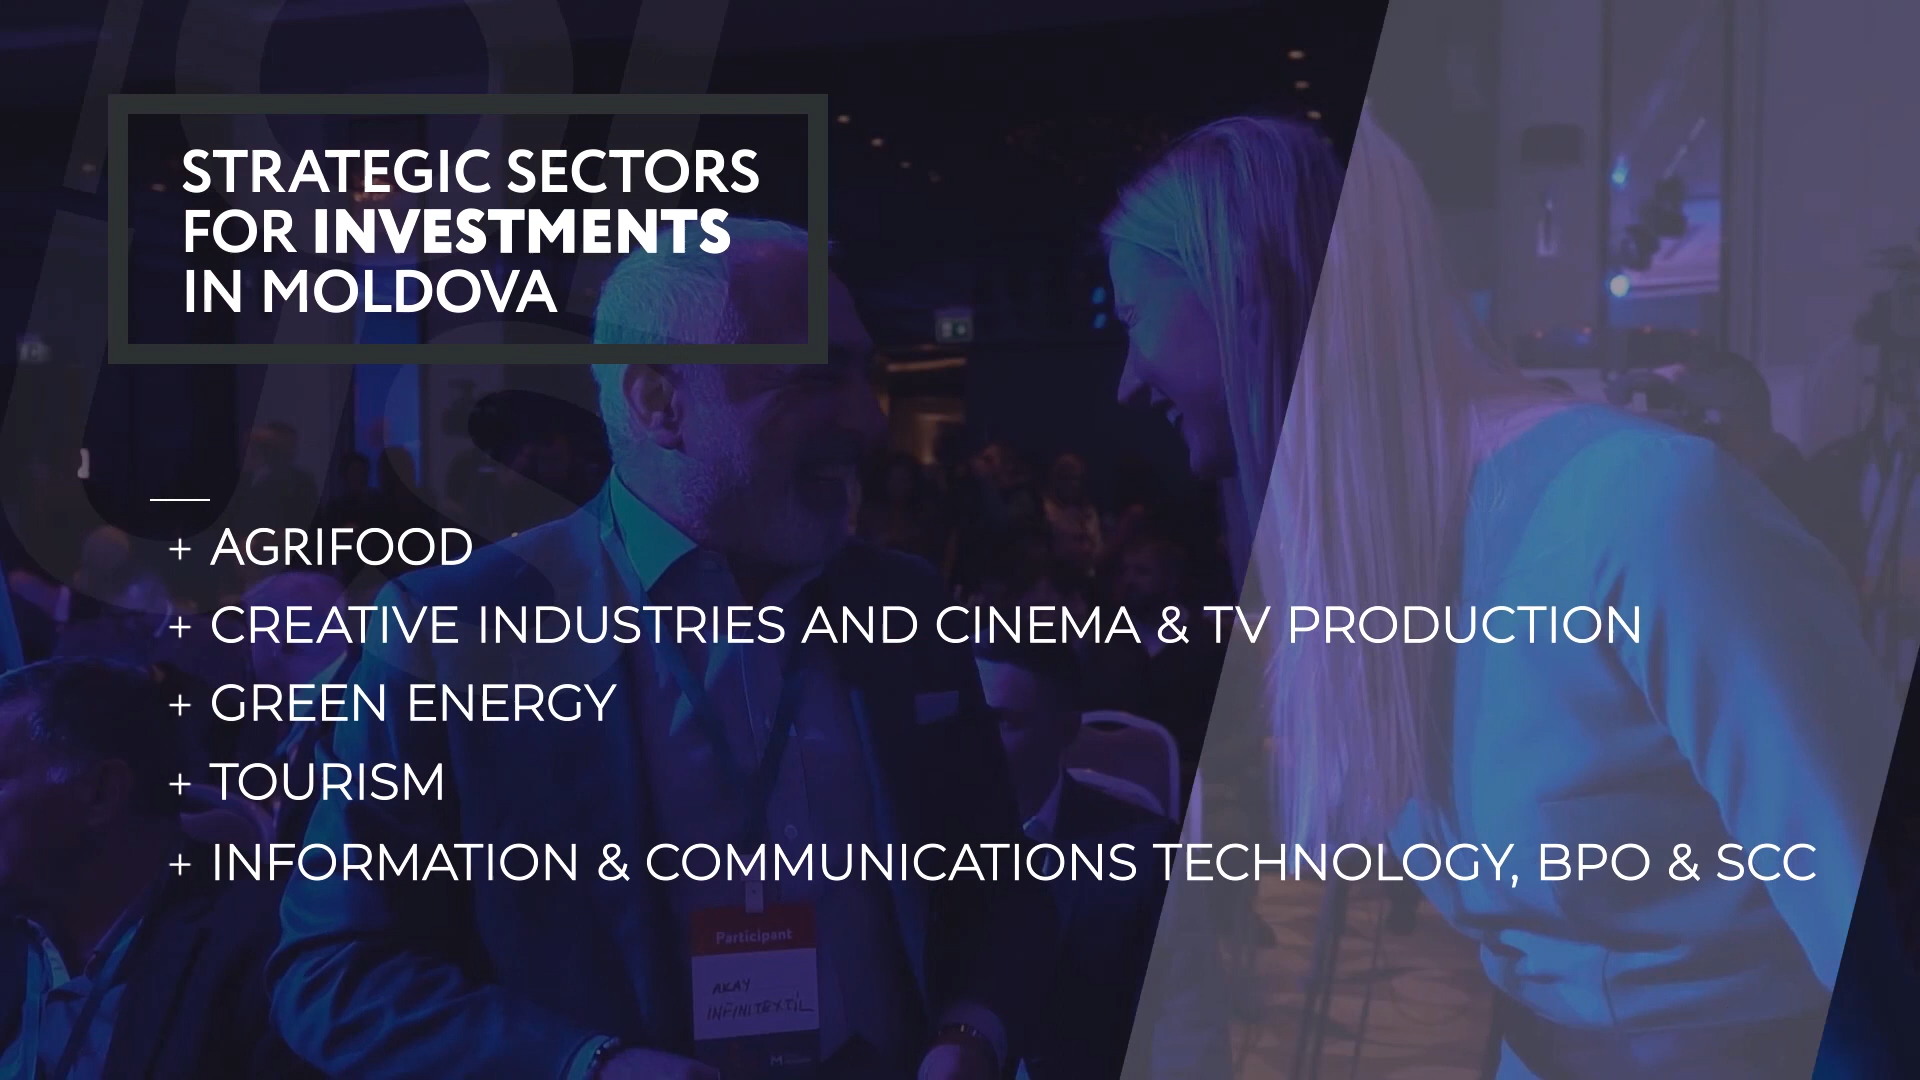 STRATEGIC SECTORS
FOR INVESTMENTS
IN MOLDOVA
+ AGRIFOOD
+ CREATIVE INDUSTRIES AND CINEMA & TV PRODUCTION
+ GREEN ENERGY
+ TOURISM
+ INFORMATION & COMMUNICATIONS TECHNOLOGY, BPO & SCC
Participant
AKAY
INFINITEXTİL